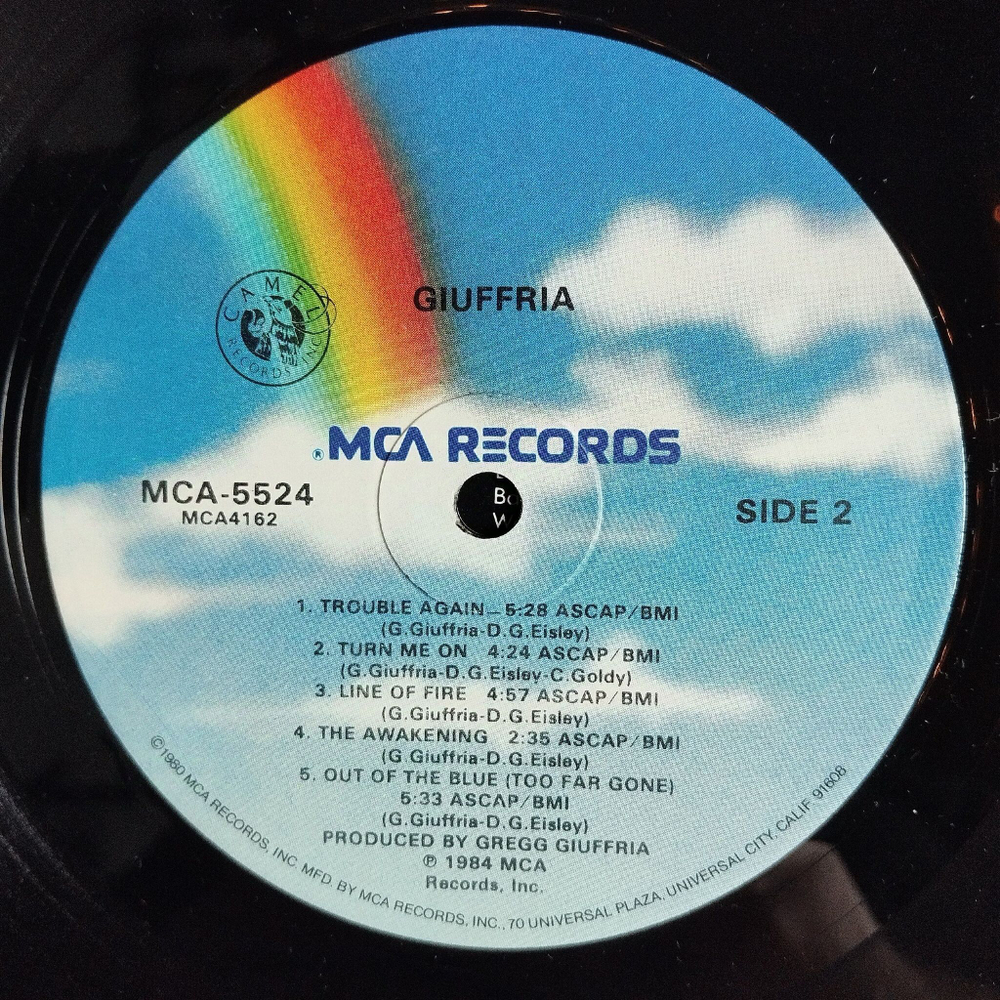 GIUFFRIA
CAMEL
RECORDS INC
® MCA RECORDS
MCA-5524
MCA4162
SIDE 2
1. TROUBLE AGAIN – 5:28 ASCAP/BMI
(G.Giuffria-D.G.Eisley)
2. TURN ME ON 4:24 ASCAP/BMI
(G.Giuffria-D.G.Eisley-C.Goldy)
3. LINE OF FIRE 4:57 ASCAP/BMI
(G.Giuffria-D.G.Eisley)
4. THE AWAKENING 2:35 ASCAP/BMI
(G.Giuffria-D.G.Eisley)
5. OUT OF THE BLUE (TOO FAR GONE)
5:33 ASCAP/BMI
(G.Giuffria-D.G.Eisley)
PRODUCED BY GREGG GIUFFRIA
℗ 1984 MCA
Records, Inc.
©1980 MCA RECORDS, INC. MFD. BY MCA RECORDS, INC., 70 UNIVERSAL PLAZA, UNIVERSAL CITY, CALIF. 91608